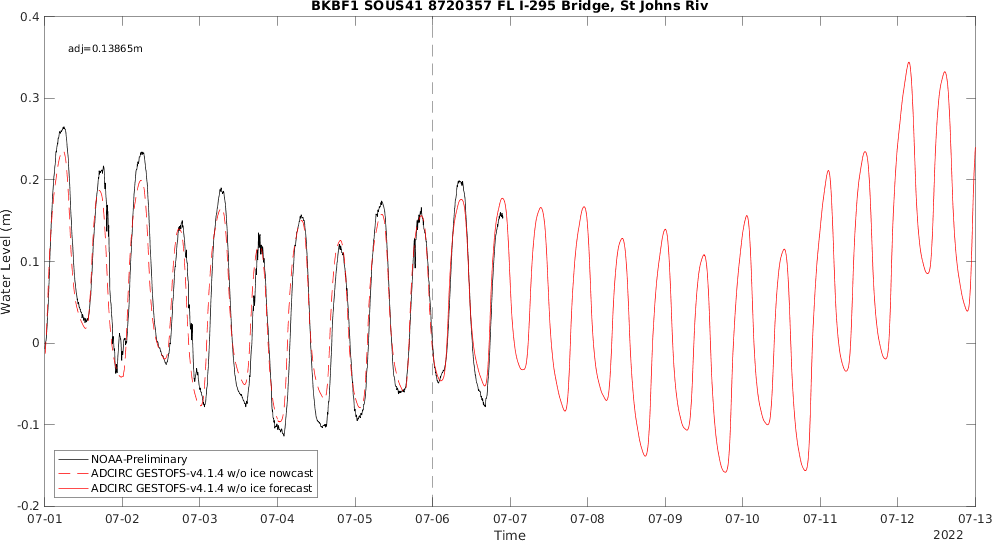 BKBF1 SOUS41 8720357 FL I-295 Bridge, St Johns Riv
adj=0.13865m
Water Level (m)
0.4
0.3
0.2
0.1
0
-0.1
-0.2
NOAA-Preliminary
ADCIRC GESTOFS-v4.1.4 w/o ice nowcast
ADCIRC GESTOFS-v4.1.4 w/o ice forecast
07-01 07-02 07-03 07-04 07-05 07-06 07-07 07-08 07-09 07-10 07-11 07-12 07-13
Time
2022